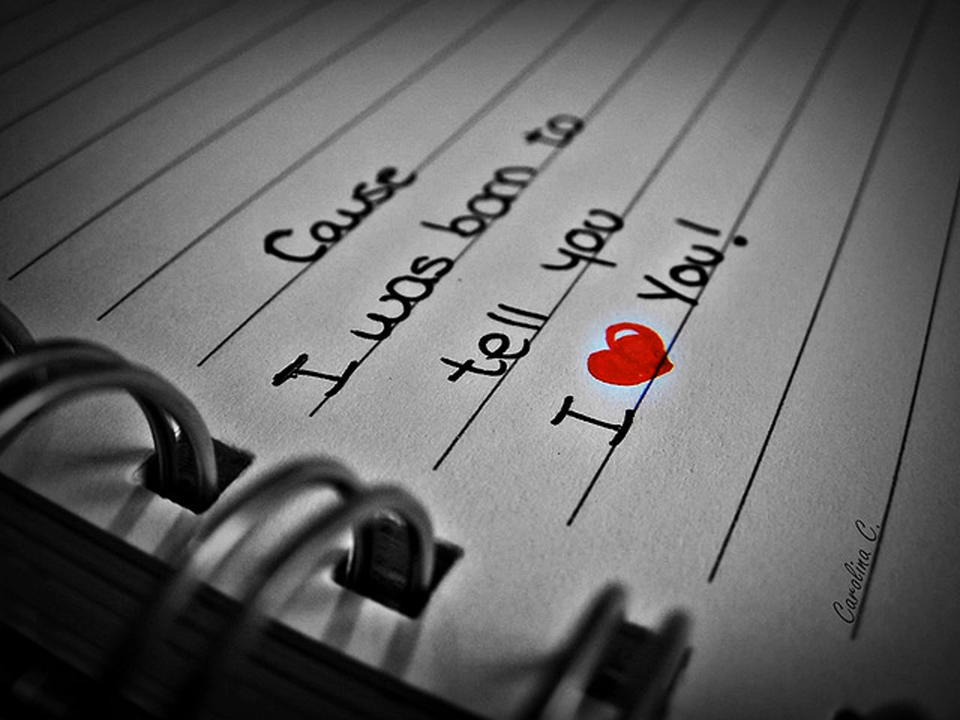 Cause
I was born to
tell you
I ❤ You!
Carolina C.